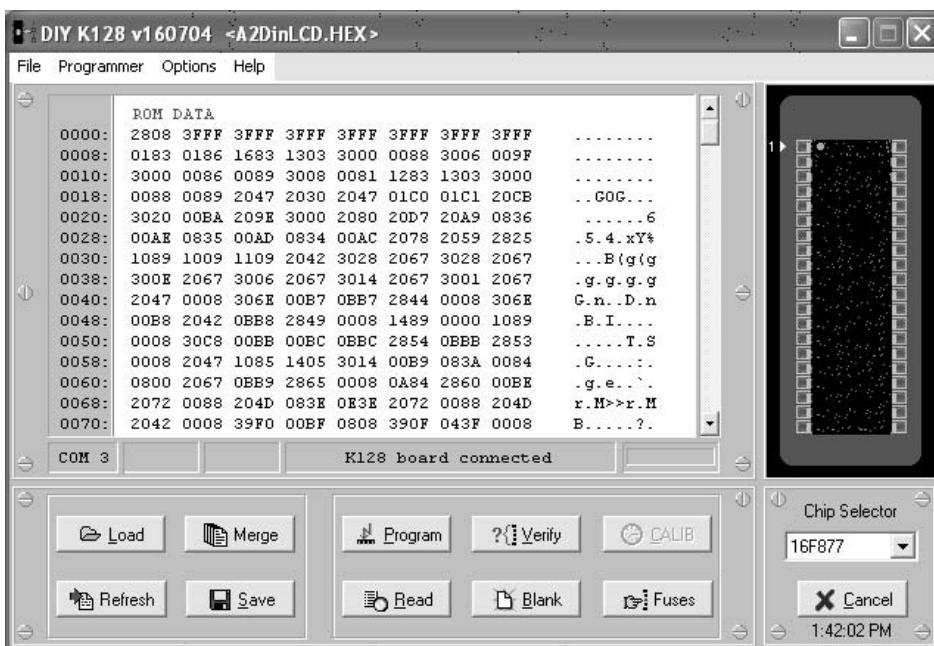 DIY K128 v160704 <A2DinLCD.HEX>
File Programmer Options Help
ROM DATA
0000: 2808 3FFF 3FFF 3FFF 3FFF 3FFF 3FFF 3FFF ........
0008: 0183 0186 1683 1303 3000 0088 3006 009F ........
0010: 3000 0086 0089 3008 0081 1283 1303 3000 ........
0018: 0088 0089 2047 2030 2047 01C0 01C1 20CB ..G0G...
0020: 3020 00BA 209E 3000 2080 20D7 20A9 0836 ......6
0028: 00AE 0835 00AD 0834 00AC 2078 2059 2825 .5.4.xY%
0030: 1089 1009 1109 2042 3028 2067 3028 2067 ...B(g(g
0038: 300E 2067 3006 2067 3014 2067 3001 2067 .g.g.g.g
0040: 2047 0008 306E 00B7 0BB7 2844 0008 306E G.n..D.n
0048: 00B8 2042 0BB8 2849 0008 1489 0000 1089 .B.I....
0050: 0008 30C8 00BB 00BC 0BBC 2854 0BBB 2853 .....T.S
0058: 0008 2047 1085 1405 3014 00B9 083A 0084 .G....:.
0060: 0800 2067 0BB9 2865 0008 0A84 2860 00BE .g.e..`.
0068: 2072 0088 204D 083E 0E3E 2072 0088 204D r.M>>r.M
0070: 2042 0008 39F0 00BF 0808 390F 043F 0008 B.....?.
COM 3 K128 board connected
1
Load Merge Program ?{ Verify CALIB
Refresh Save Read Blank Fuses
Chip Selector
16F877
Cancel
1:42:02 PM